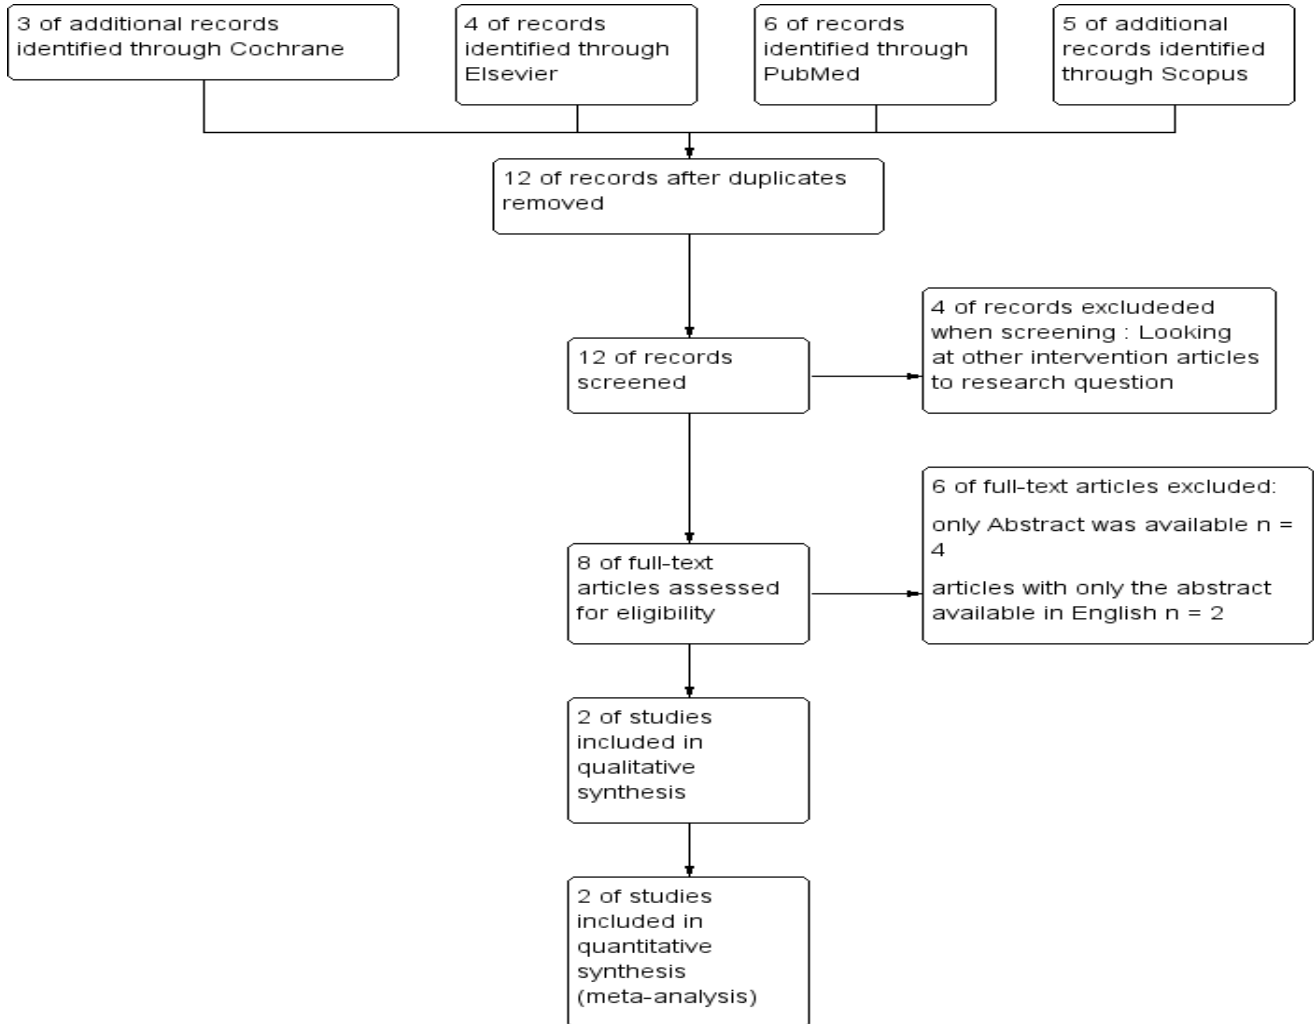 3 of additional records
identified through Cochrane
4 of records
identified through
Elsevier
6 of records
identified through
PubMed
5 of additional
records identified
through Scopus
12 of records after duplicates
removed
12 of records
screened
4 of records excludeded
when screening : Looking
at other intervention articles
to research question
8 of full-text
articles assessed
for eligibility
6 of full-text articles excluded:
only Abstract was available n =
4
articles with only the abstract
available in English n = 2
2 of studies
included in
qualitative
synthesis
2 of studies
included in
quantitative
synthesis
(meta-analysis)